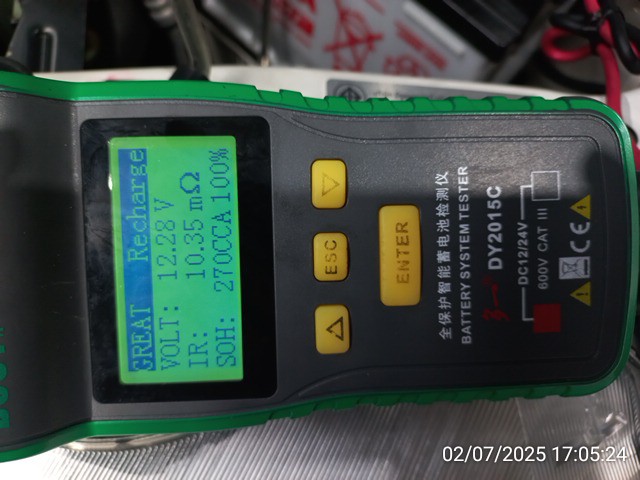 GREAT Recharge
VOLT: 12.28 V
IR: 10.35 mΩ
SOH: 270CCA 100%
ESC
ENTER
全保护智能蓄电池检测仪
BATTERY SYSTEM TESTER
DY2015C
DC12/24V
600V CAT III
CE
02/07/2025 17:05:24